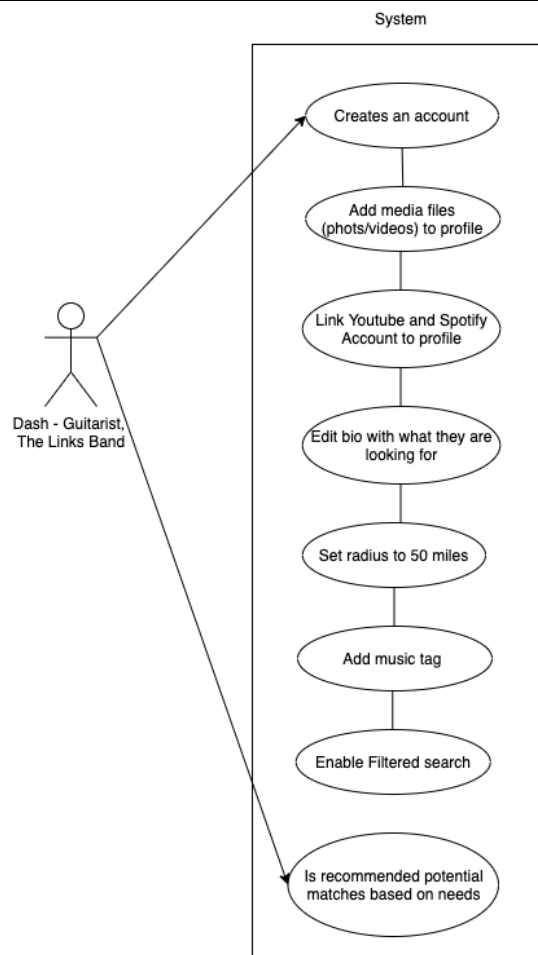 System
Creates an account
Add media files
(phots/videos) to profile
Link Youtube and Spotify
Account to profile
Dash - Guitarist,
The Links Band
Edit bio with what they are
looking for
Set radius to 50 miles
Add music tag
Enable Filtered search
Is recommended potential
matches based on needs